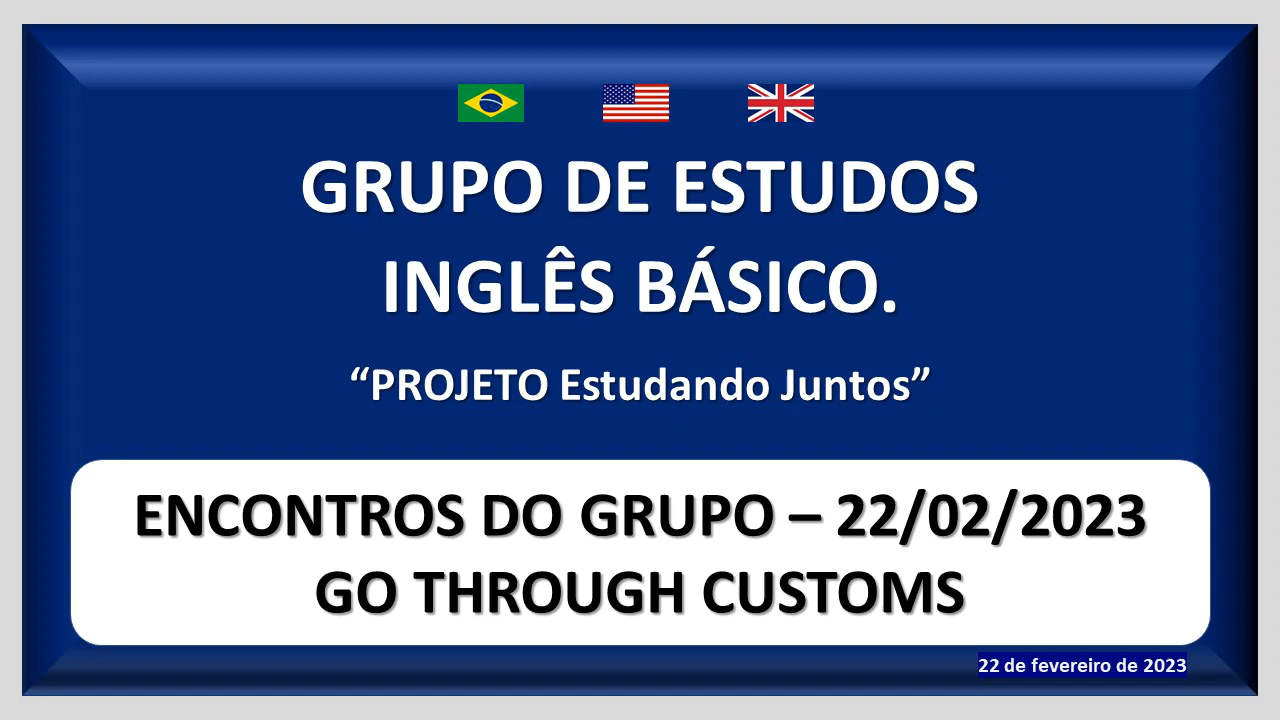 GRUPO DE ESTUDOS
INGLÊS BÁSICO.
“PROJETO Estudando Juntos”
ENCONTROS DO GRUPO – 22/02/2023
GO THROUGH CUSTOMS
22 de fevereiro de 2023